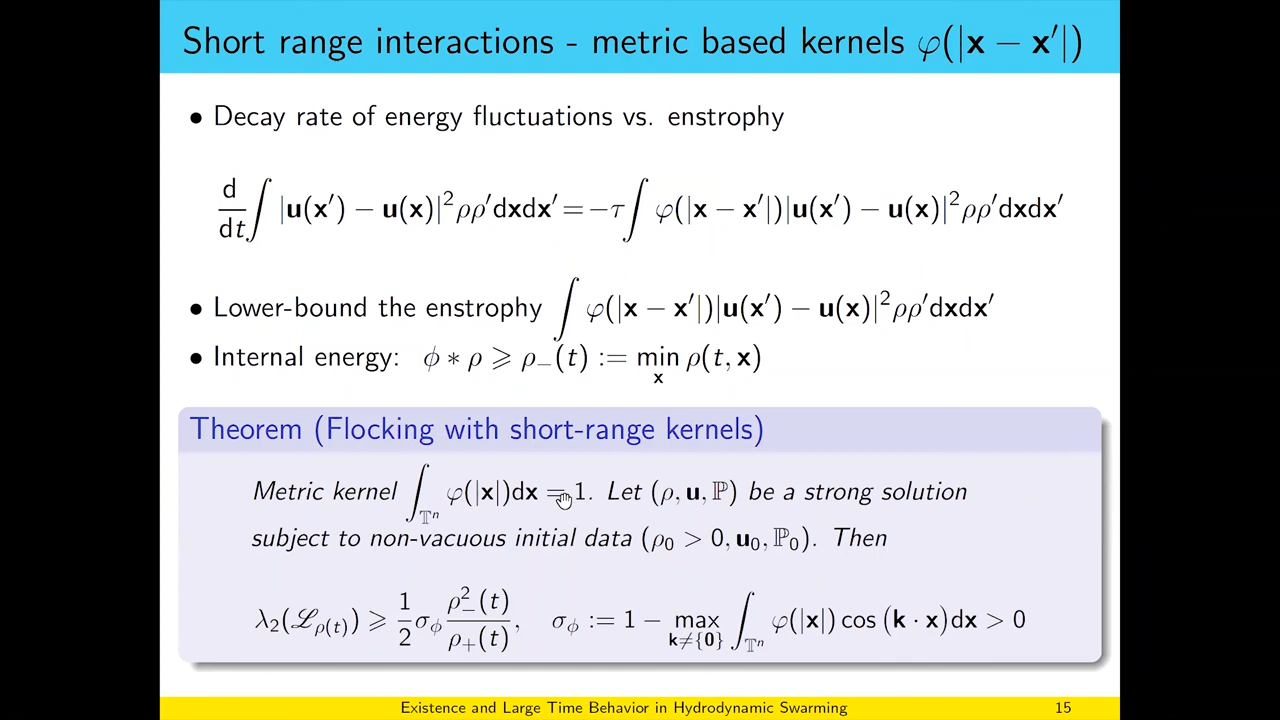 Short range interactions - metric based kernels φ(|x − x′|)
• Decay rate of energy fluctuations vs. enstrophy
d/dt ∫ |u(x′) − u(x)|²ρρ′dxdx′ = −τ ∫ φ(|x − x′|)|u(x′) − u(x)|²ρρ′dxdx′
• Lower-bound the enstrophy ∫ φ(|x − x′|)|u(x′) − u(x)|²ρρ′dxdx′
• Internal energy: ϕ ∗ ρ ⩾ ρ₋(t) := min_x ρ(t, x)
Theorem (Flocking with short-range kernels)
Metric kernel ∫_𝕋ⁿ φ(|x|)dx = 1. Let (ρ, u, ℙ) be a strong solution
subject to non-vacuous initial data (ρ₀ > 0, u₀, ℙ₀). Then
λ₂(ℒ_ρ(t)) ⩾ 1/2 σ_ϕ ρ₋²(t)/ρ₊(t), σ_ϕ := 1 − max_k≠{0} ∫_𝕋ⁿ φ(|x|) cos (k · x)dx > 0
Existence and Large Time Behavior in Hydrodynamic Swarming 15